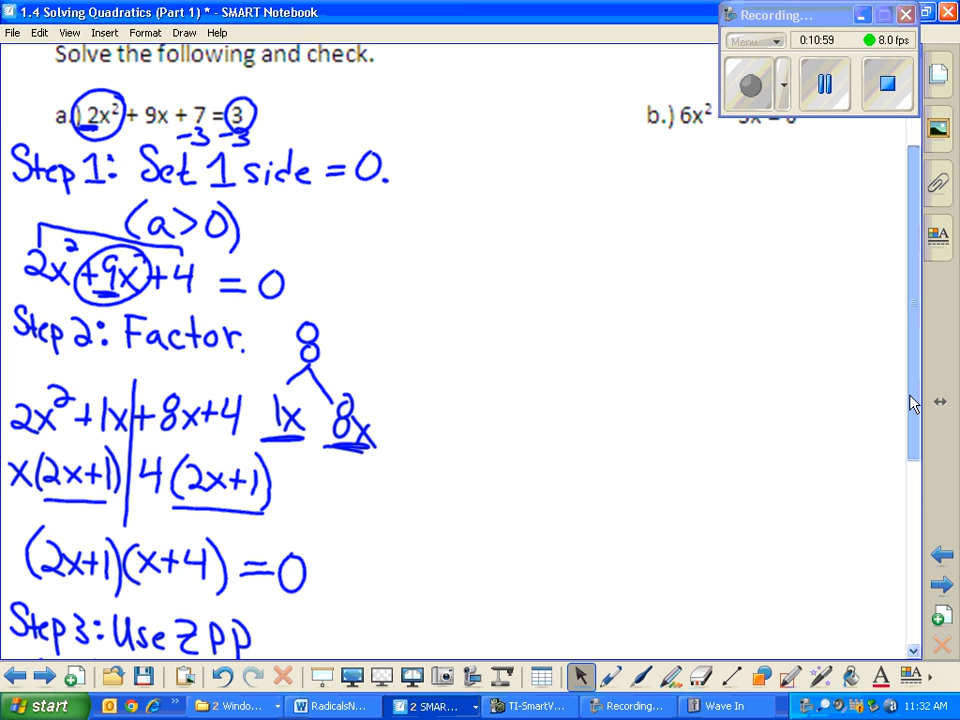 1.4 Solving Quadratics (Part 1) * - SMART Notebook
Recording...
File Edit View Insert Format Draw Help
Menu 0:10:59 8.0 fps
Solve the following and check.
a.) 2x² + 9x + 7 = 3
b.) 6x²
-3 -3
Step 1: Set 1 side = 0.
(a>0)
2x² +9x +4 = 0
Step 2: Factor.
8
2x² + 1x + 8x + 4 1x 8x
x(2x+1) 4(2x+1)
(2x+1)(x+4) = 0
Step 3: Use ZPP
start 2 Windo... RadicalsN... 2 SMAR... TI-SmartV... Recording... Wave In 11:32 AM